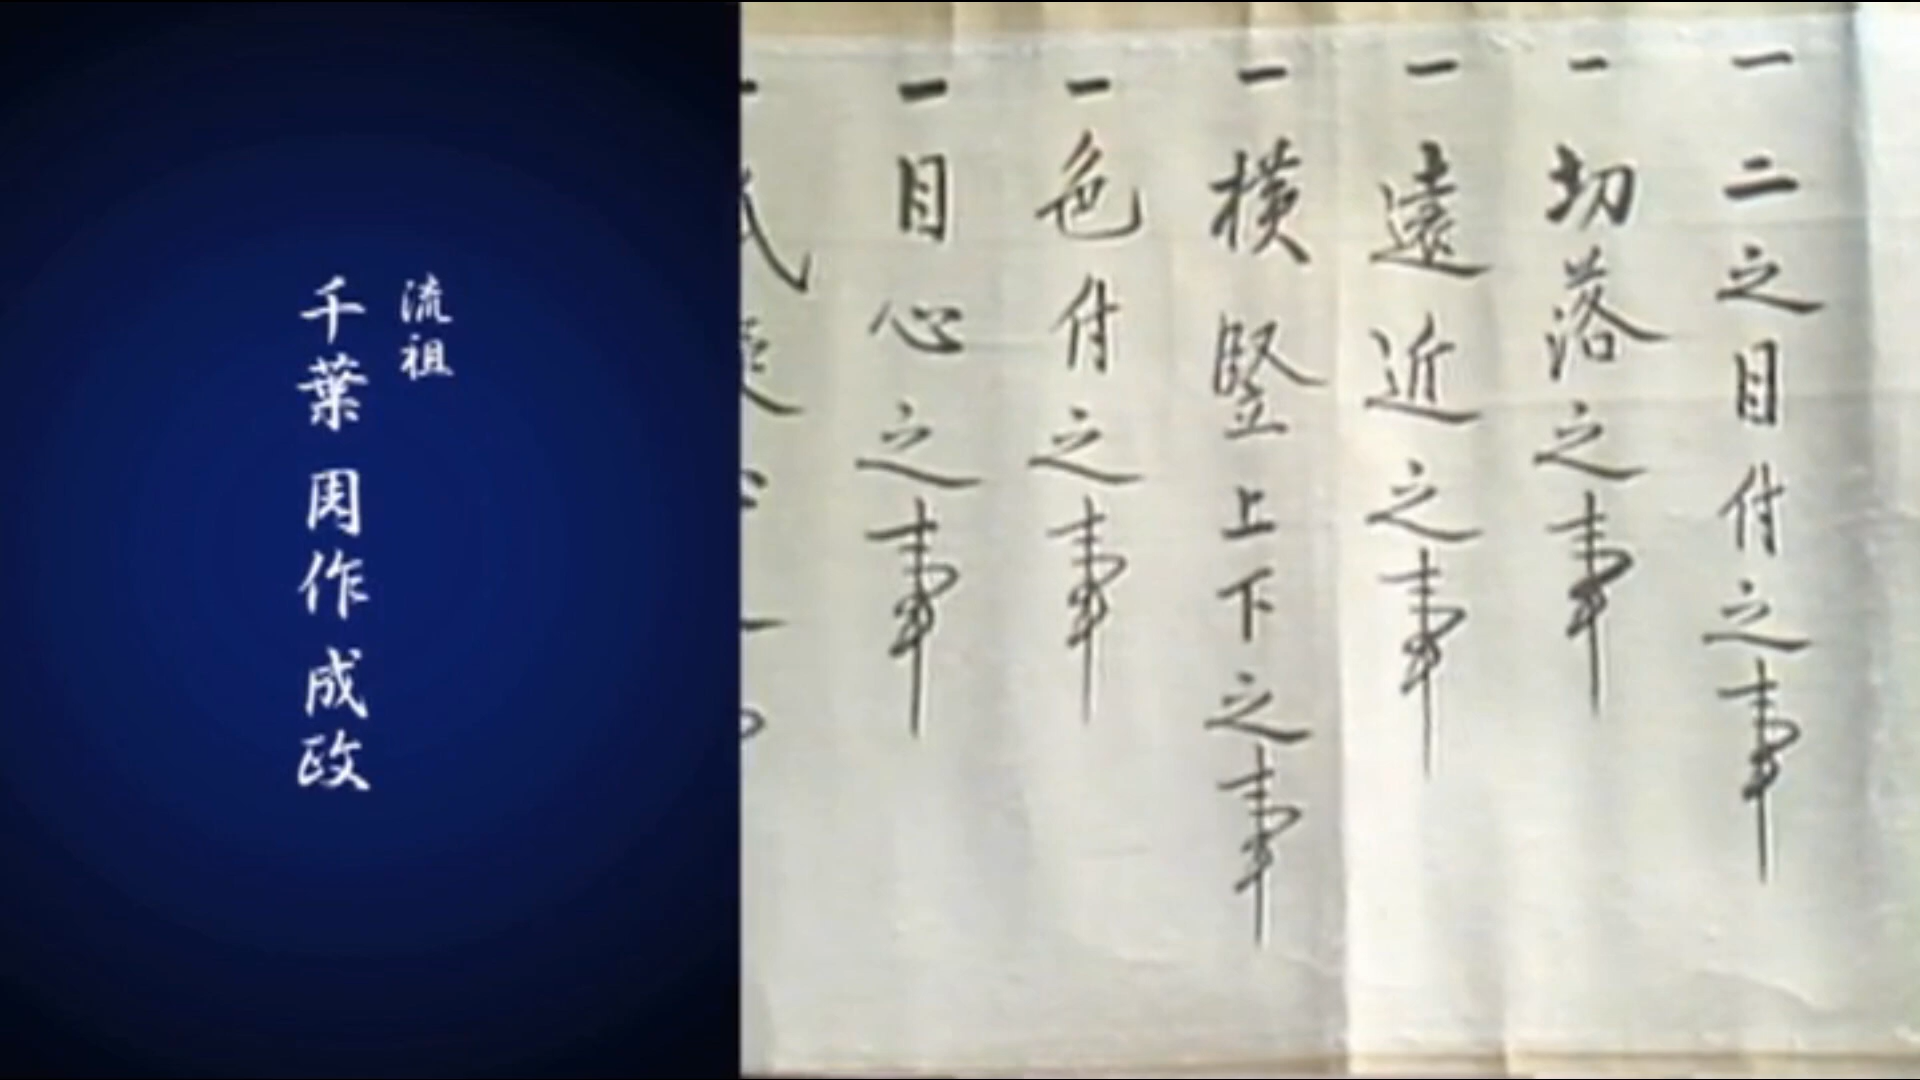 流祖
千葉周作成政
一二之目付之事
一切落之事
一遠近之事
一横竪上下之事
一色付之事
一目心之事